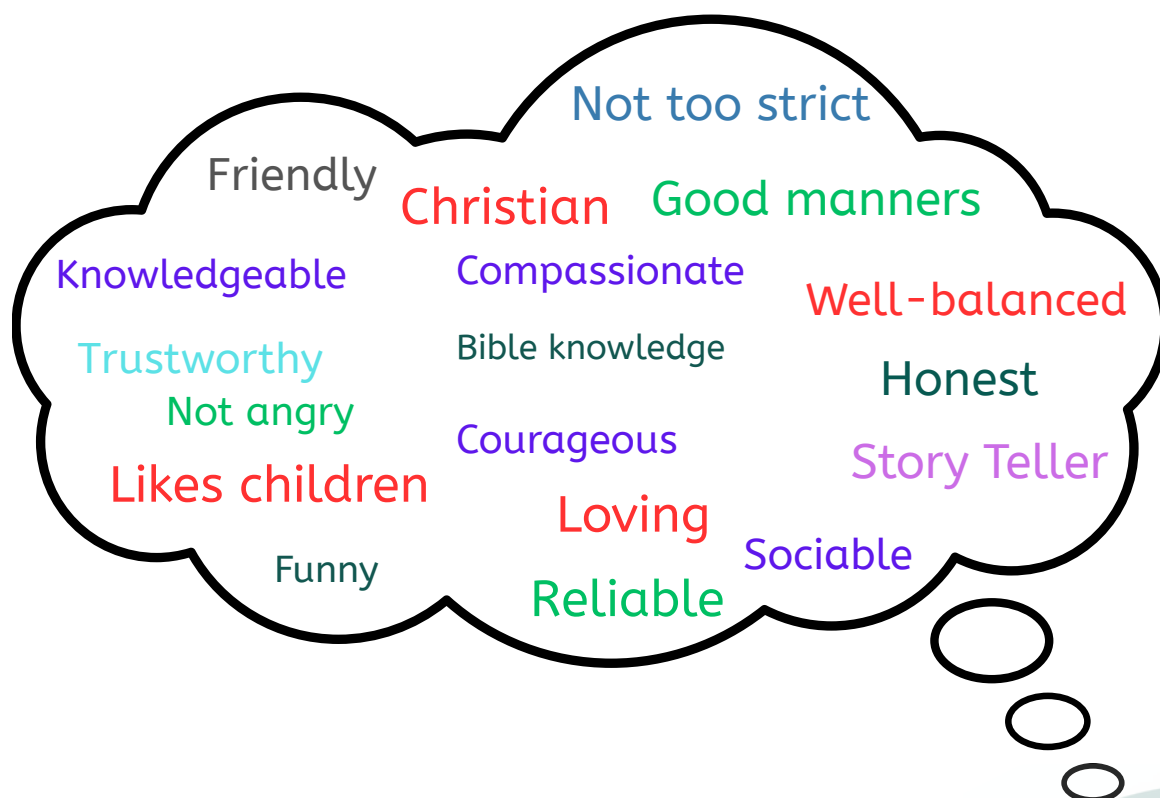 Not too strict
Friendly
Christian
Good manners
Knowledgeable
Compassionate
Well-balanced
Trustworthy
Bible knowledge
Honest
Not angry
Courageous
Story Teller
Likes children
Loving
Sociable
Funny
Reliable